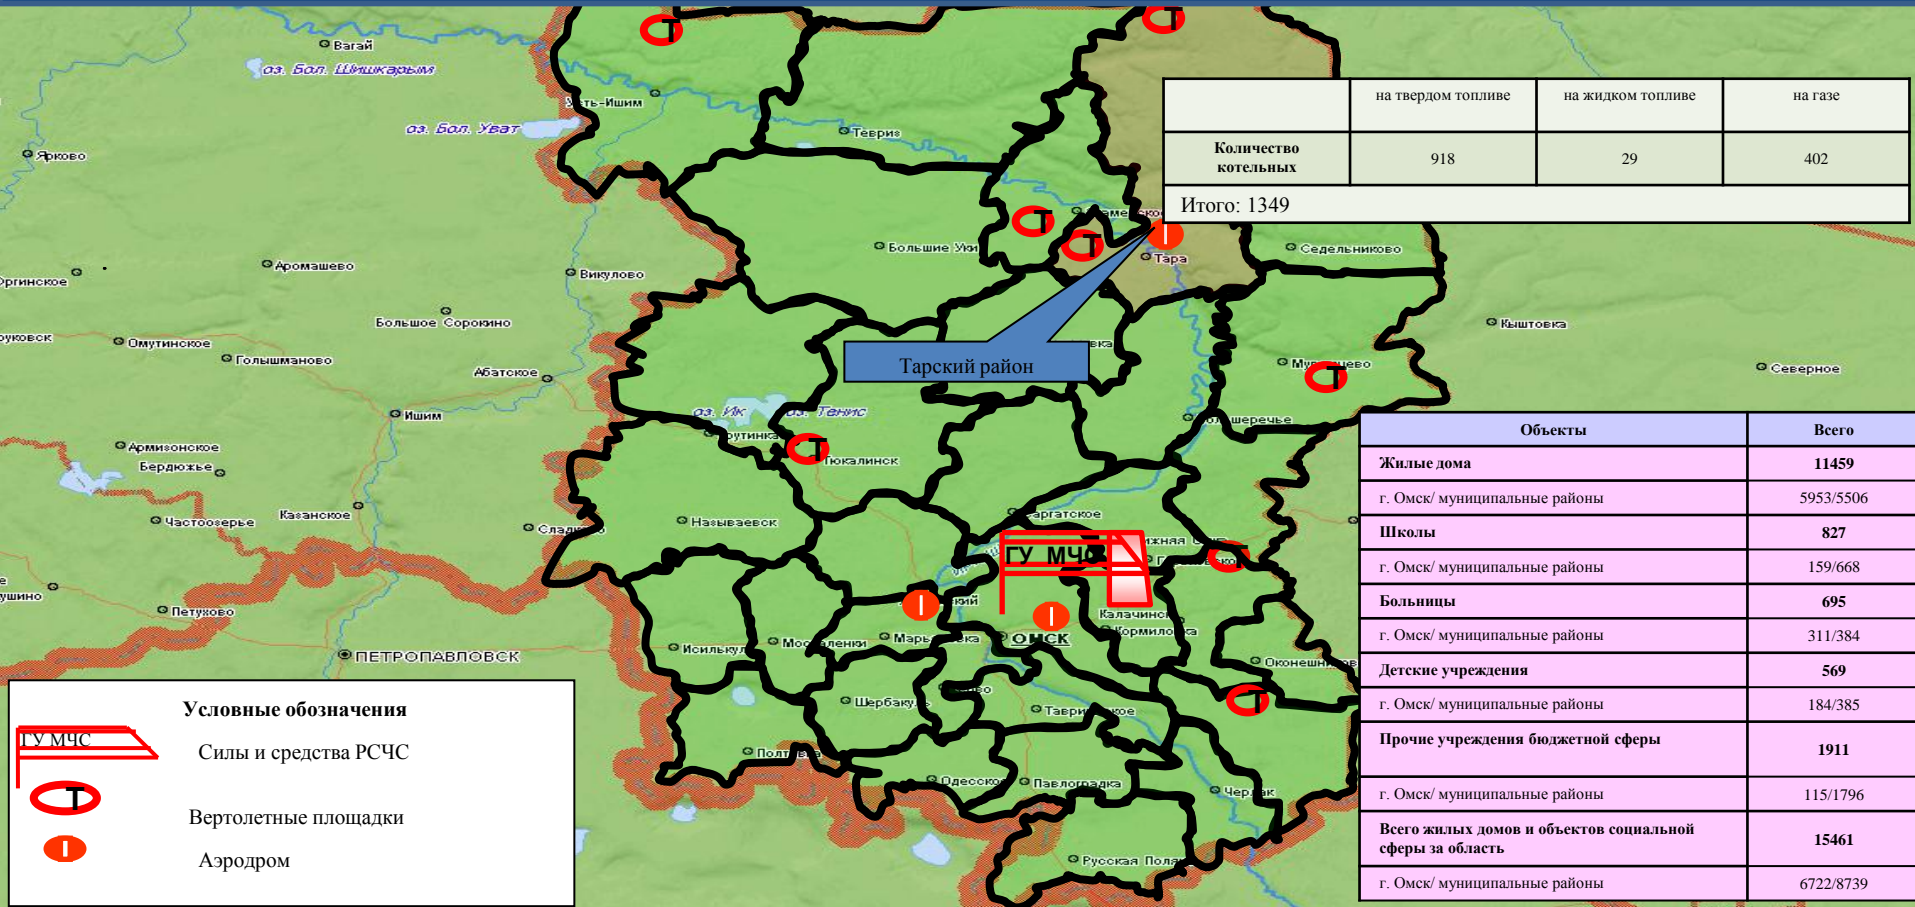 Вагай
оз. Бол. Шишкарым
Усть-Ишим
оз. Бол. Уват
Тевриз
Ярково
Т
Т
на твердом топливе
на жидком топливе
на газе
Количество котельных
918
29
402
Итого: 1349
Т
Т
Большие Уки
Тара
Седельниково
Аромашево
Викулово
Большое Сорокино
Омутинское
Голышманово
Абатское
Ишим
Тарский район
Кыштовка
Северное
Т
оз. Ик
оз. Тенис
Т
Тюкалинск
Армизонское
Бердюжье
Казанское
Частоозерье
Называевск
ГУ МЧС
Т
Калачинск
Кормиловка
ОМСК
Петухово
ПЕТРОПАВЛОВСК
Исилькуль
Москаленки
Оконешников
Т
Щербакуль
Одесское
Павлоградка
Черлак
Русская Поляна
Объекты
Всего
Жилые дома
11459
г. Омск/ муниципальные районы
5953/5506
Школы
827
г. Омск/ муниципальные районы
159/668
Больницы
695
г. Омск/ муниципальные районы
311/384
Детские учреждения
569
г. Омск/ муниципальные районы
184/385
Прочие учреждения бюджетной сферы
1911
г. Омск/ муниципальные районы
115/1796
Всего жилых домов и объектов социальной
сферы за область
15461
г. Омск/ муниципальные районы
6722/8739
Условные обозначения
ГУ МЧС
Силы и средства РСЧС
Т
Вертолетные площадки
Аэродром